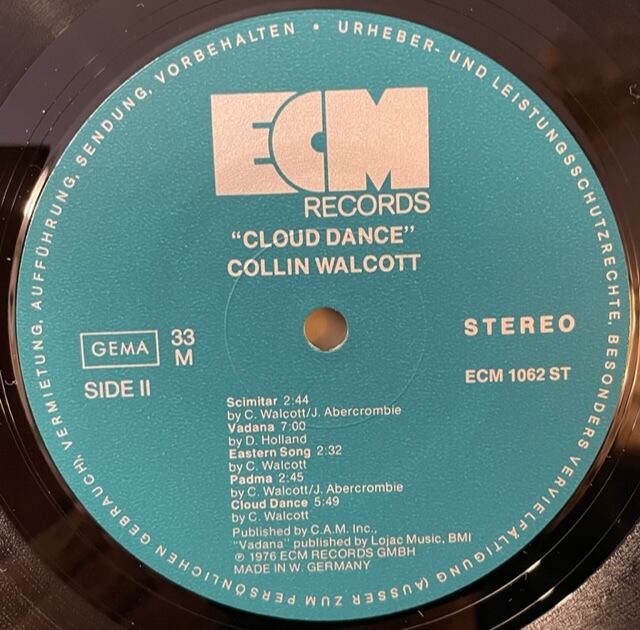 URHEBER- UND LEISTUNGSSCHUTZRECHTE, BESONDERS VERVIELFÄLTIGUNG (AUSSER ZUM PERSÖNLICHEN GEBRAUCH), VERMIETUNG, AUFFÜHRUNG, SENDUNG, VORBEHALTEN •
ECM
RECORDS
"CLOUD DANCE"
COLLIN WALCOTT
GEMA
33
M
SIDE II
STEREO
ECM 1062 ST
Scimitar 2:44
by C. Walcott/J. Abercrombie
Vadana 7:00
by D. Holland
Eastern Song 2:32
by C. Walcott
Padma 2:45
by C. Walcott/J. Abercrombie
Cloud Dance 5:49
by C. Walcott
Published by C.A.M. Inc.,
"Vadana" published by Lojac Music, BMI
℗ 1976 ECM RECORDS GMBH
MADE IN W. GERMANY